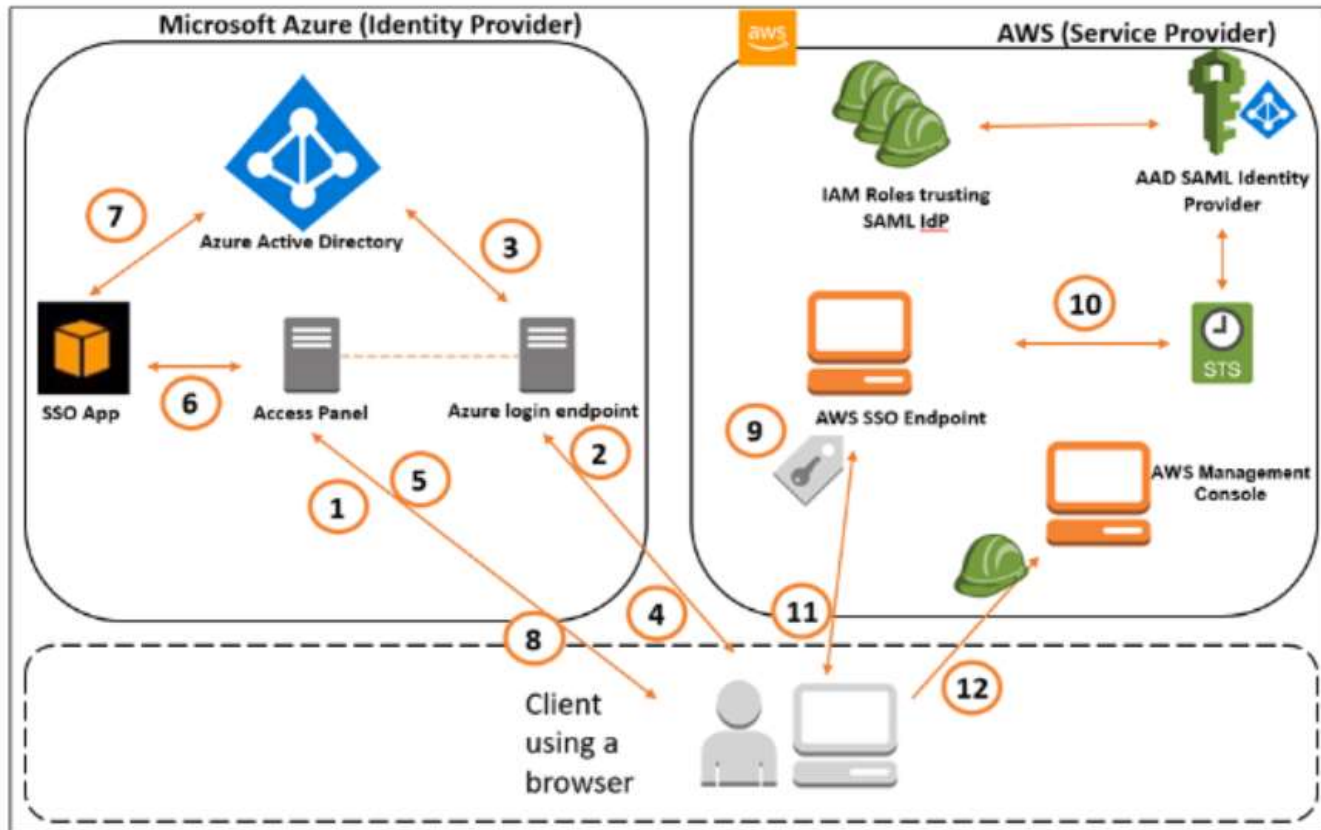 Microsoft Azure (Identity Provider)
aws
AWS (Service Provider)
7
Azure Active Directory
3
IAM Roles trusting
SAML IdP
AAD SAML Identity
Provider
10
STS
SSO App
6
Access Panel
Azure login endpoint
2
AWS SSO Endpoint
9
1
5
AWS Management
Console
4
11
8
12
Client
using a
browser